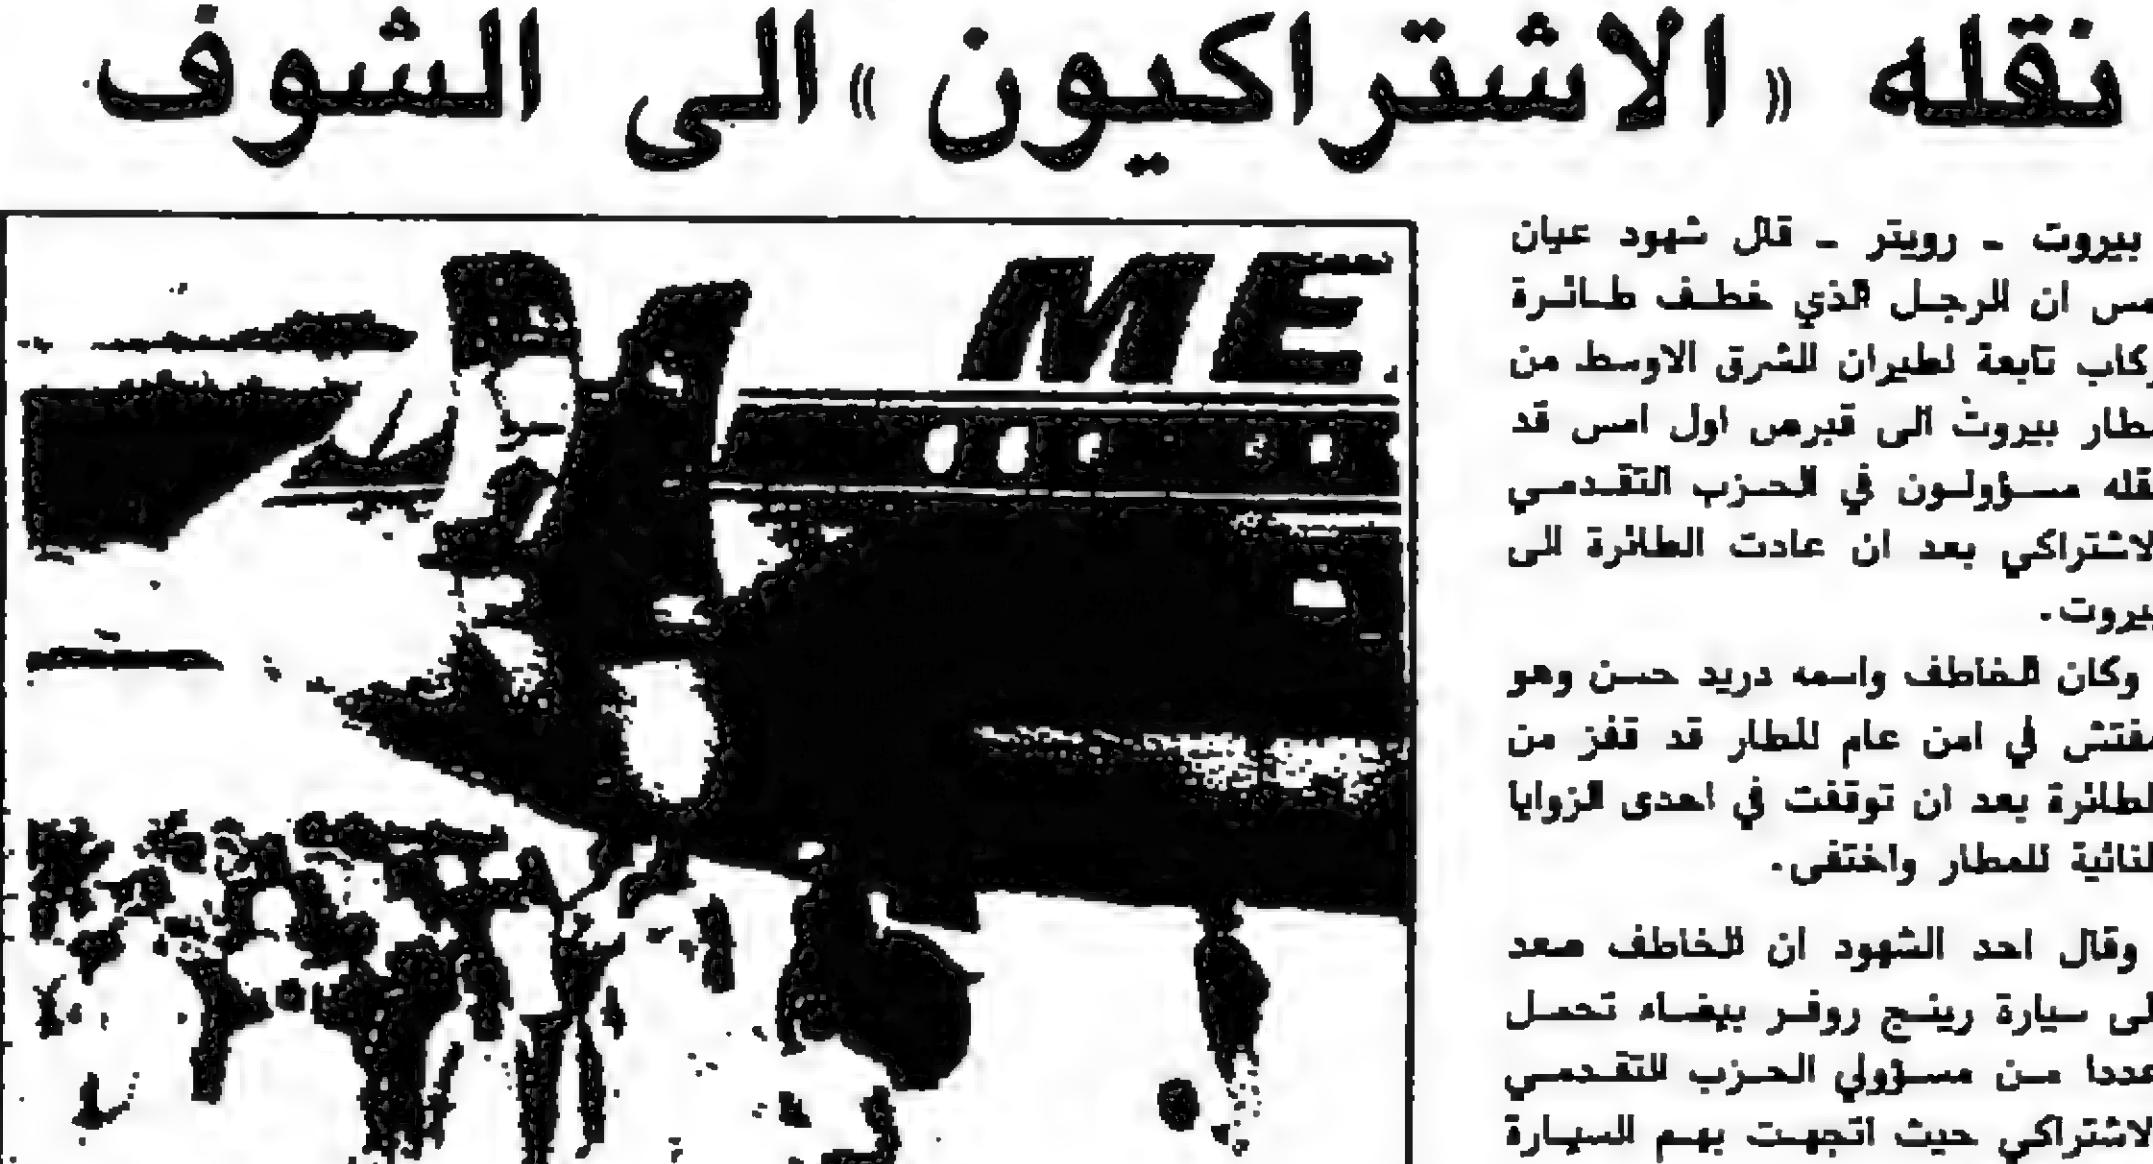 نقله «الاشتراكيون» الى الشوف
ME
بيروت - رويتر - قال شهود عيان
امس ان الرجل الذي خطف طائرة
ركاب تابعة لطيران الشرق الاوسط من
مطار بيروت الى قبرص اول امس قد
نقله مسؤولون في الحزب التقدمي
الاشتراكي بعد ان عادت الطائرة الى
بيروت.
وكان الخاطف واسمه دريد حسن وهو
مفتش في امن عام المطار قد قفز من
الطائرة بعد ان توقفت في احدى الزوايا
النائية للمطار واختفى.
وقال احد الشهود ان الخاطف صعد
الى سيارة رينج روفر بيضاء تحمل
عددا من مسؤولي الحزب التقدمي
الاشتراكي حيث اتجهت بهم السيارة